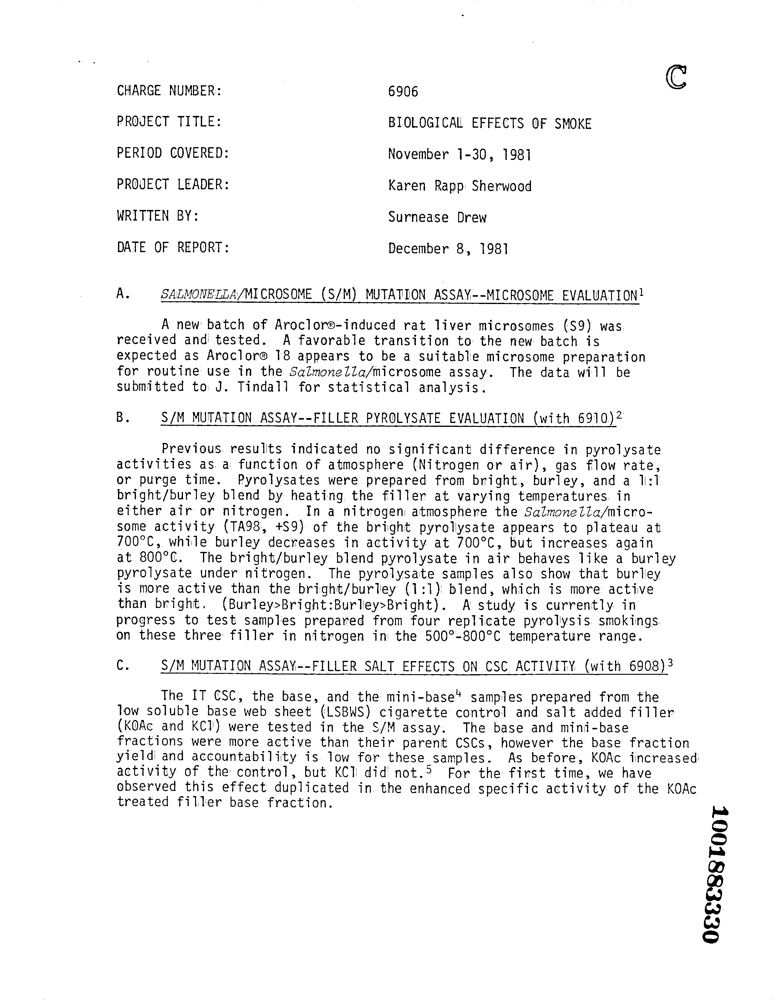 C
CHARGE NUMBER: 6906
PROJECT TITLE: BIOLOGICAL EFFECTS OF SMOKE
PERIOD COVERED: November 1-30, 1981
PROJECT LEADER: Karen Rapp Sherwood
WRITTEN BY: Surnease Drew
DATE OF REPORT: December 8, 1981
A. SALMONELLA/MICROSOME (S/M) MUTATION ASSAY--MICROSOME EVALUATION¹
A new batch of Aroclor®-induced rat liver microsomes (S9) was
received and tested. A favorable transition to the new batch is
expected as Aroclor® 18 appears to be a suitable microsome preparation
for routine use in the Salmonella/microsome assay. The data will be
submitted to J. Tindall for statistical analysis.
B. S/M MUTATION ASSAY--FILLER PYROLYSATE EVALUATION (with 6910)²
Previous results indicated no significant difference in pyrolysate
activities as a function of atmosphere (Nitrogen or air), gas flow rate,
or purge time. Pyrolysates were prepared from bright, burley, and a 1:1
bright/burley blend by heating the filler at varying temperatures in
either air or nitrogen. In a nitrogen atmosphere the Salmonella/micro-
some activity (TA98, +S9) of the bright pyrolysate appears to plateau at
700°C, while burley decreases in activity at 700°C, but increases again
at 800°C. The bright/burley blend pyrolysate in air behaves like a burley
pyrolysate under nitrogen. The pyrolysate samples also show that burley
is more active than the bright/burley (1:1) blend, which is more active
than bright. (Burley>Bright:Burley>Bright). A study is currently in
progress to test samples prepared from four replicate pyrolysis smokings
on these three filler in nitrogen in the 500°-800°C temperature range.
C. S/M MUTATION ASSAY--FILLER SALT EFFECTS ON CSC ACTIVITY (with 6908)³
The IT CSC, the base, and the mini-base⁴ samples prepared from the
low soluble base web sheet (LSBWS) cigarette control and salt added filler
(KOAc and KCl) were tested in the S/M assay. The base and mini-base
fractions were more active than their parent CSCs, however the base fraction
yield and accountability is low for these samples. As before, KOAc increased
activity of the control, but KCl did not.⁵ For the first time, we have
observed this effect duplicated in the enhanced specific activity of the KOAc
treated filler base fraction.
1001883330